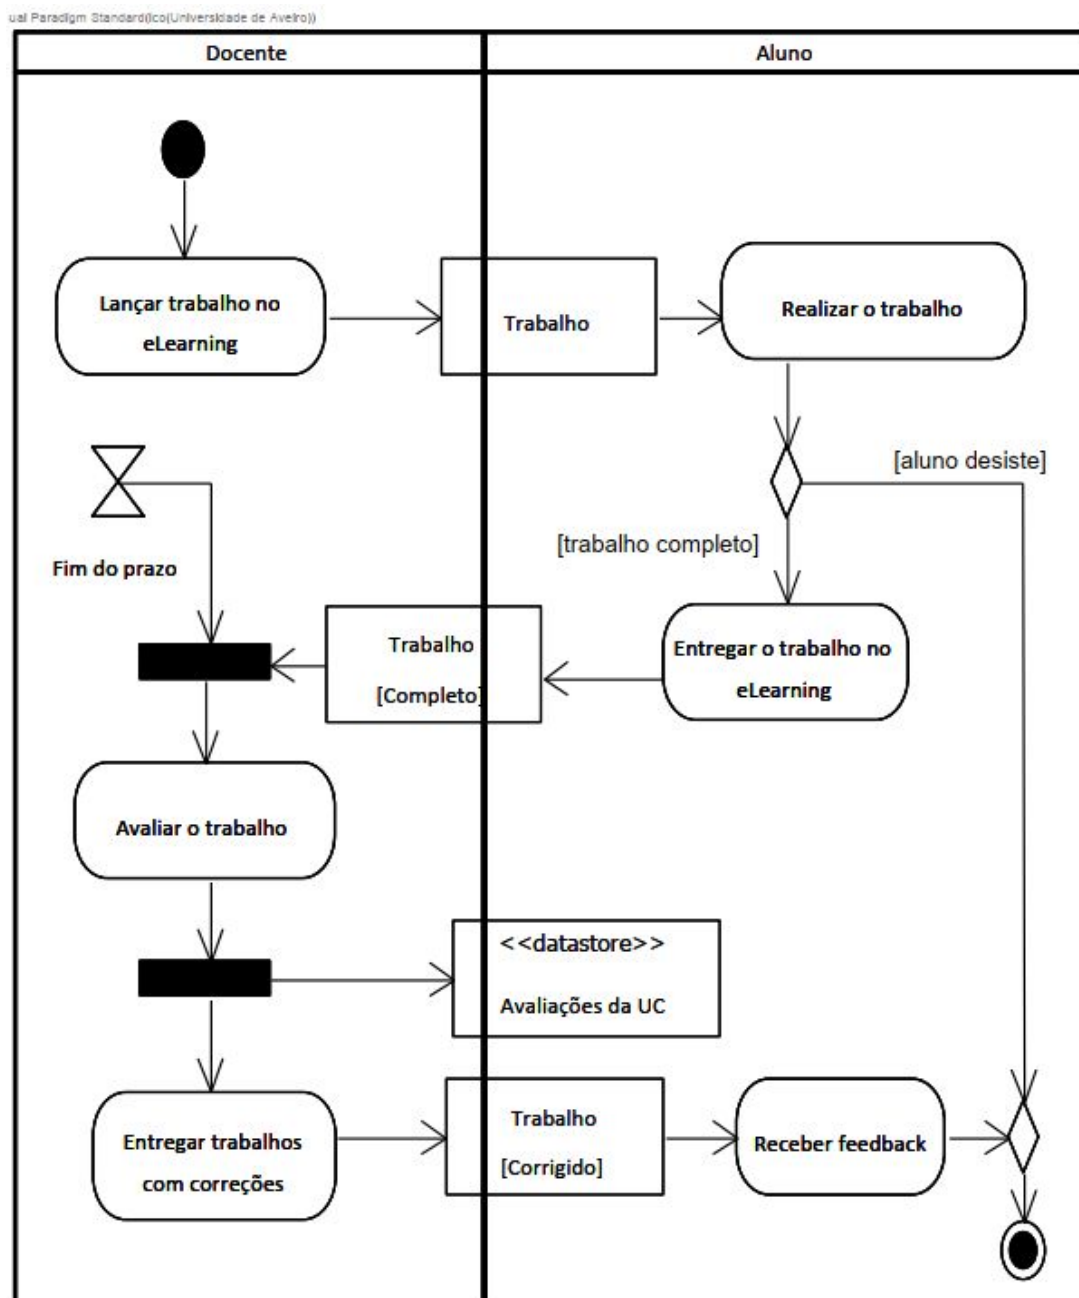 ual Paradigm Standard(ico(Universidade de Aveiro))
Docente
Aluno
Lançar trabalho no
eLearning
Trabalho
Realizar o trabalho
[aluno desiste]
[trabalho completo]
Fim do prazo
Trabalho
[Completo]
Entregar o trabalho no
eLearning
Avaliar o trabalho
<<datastore>>
Avaliações da UC
Entregar trabalhos
com correções
Trabalho
[Corrigido]
Receber feedback